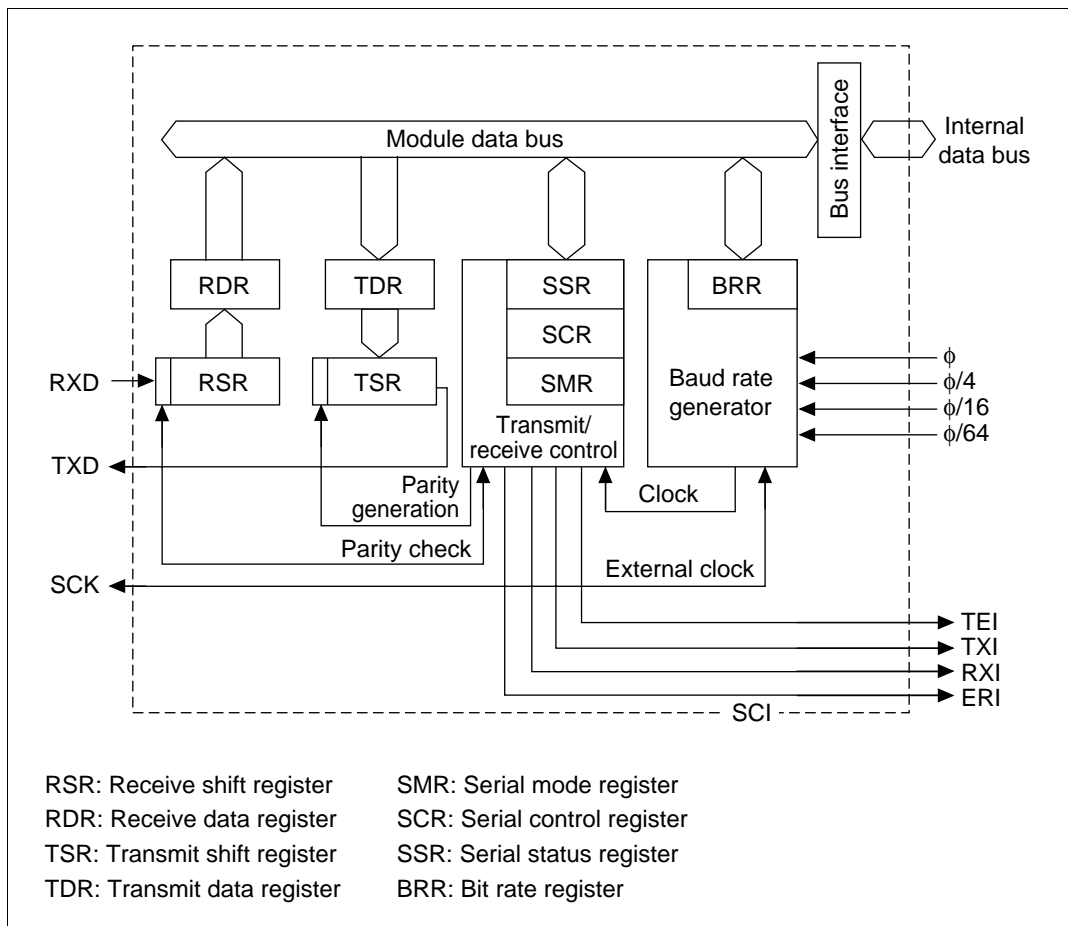 Module data bus
Bus interface
Internal
data bus
RDR
TDR
SSR
BRR
SCR
RXD
RSR
TSR
SMR
Baud rate
generator
ϕ
ϕ/4
ϕ/16
ϕ/64
Transmit/
receive control
TXD
Parity
generation
Clock
Parity check
SCK
External clock
TEI
TXI
RXI
ERI
SCI
RSR: Receive shift register
RDR: Receive data register
TSR: Transmit shift register
TDR: Transmit data register
SMR: Serial mode register
SCR: Serial control register
SSR: Serial status register
BRR: Bit rate register